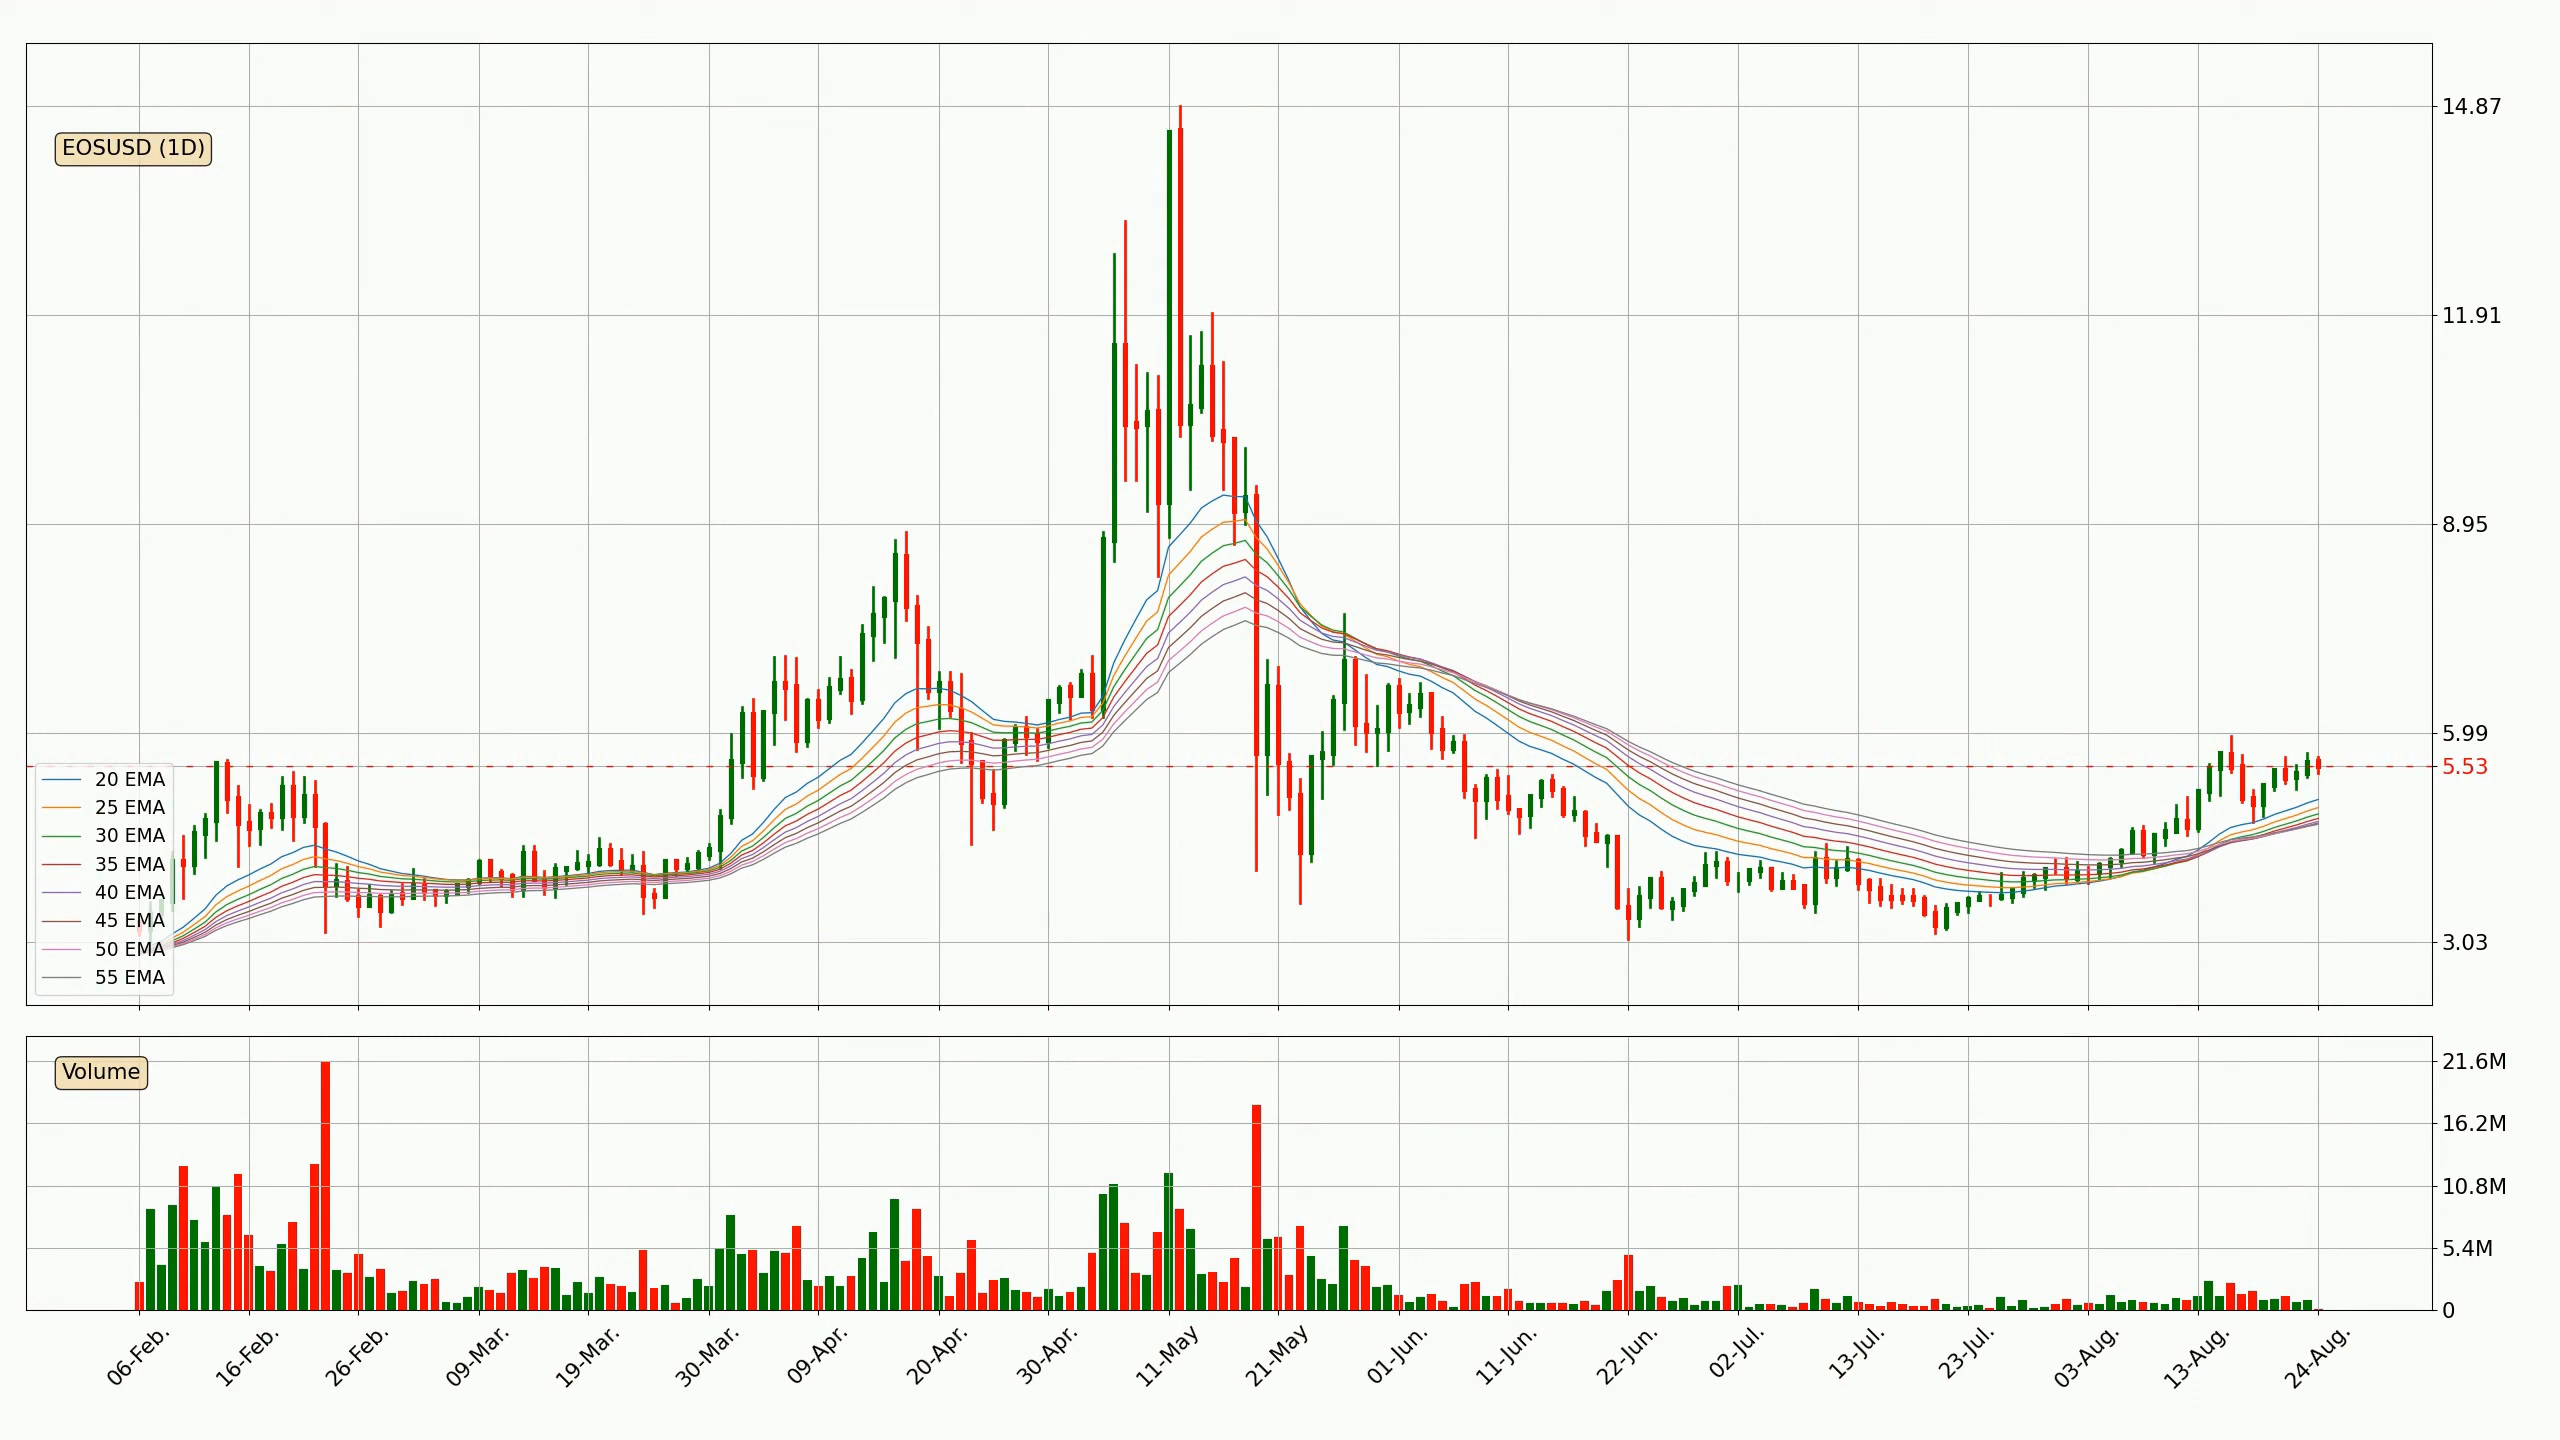 14.87
EOSUSD (1D)
11.91
8.95
5.99
5.53
20 EMA
25 EMA
30 EMA
35 EMA
40 EMA
45 EMA
50 EMA
55 EMA
3.03
Volume
21.6M
16.2M
10.8M
5.4M
0
06-Feb.
16-Feb.
26-Feb.
09-Mar.
19-Mar.
30-Mar.
09-Apr.
20-Apr.
30-Apr.
11-May
21-May
01-Jun.
11-Jun.
22-Jun.
02-Jul.
13-Jul.
23-Jul.
03-Aug.
13-Aug.
24-Aug.